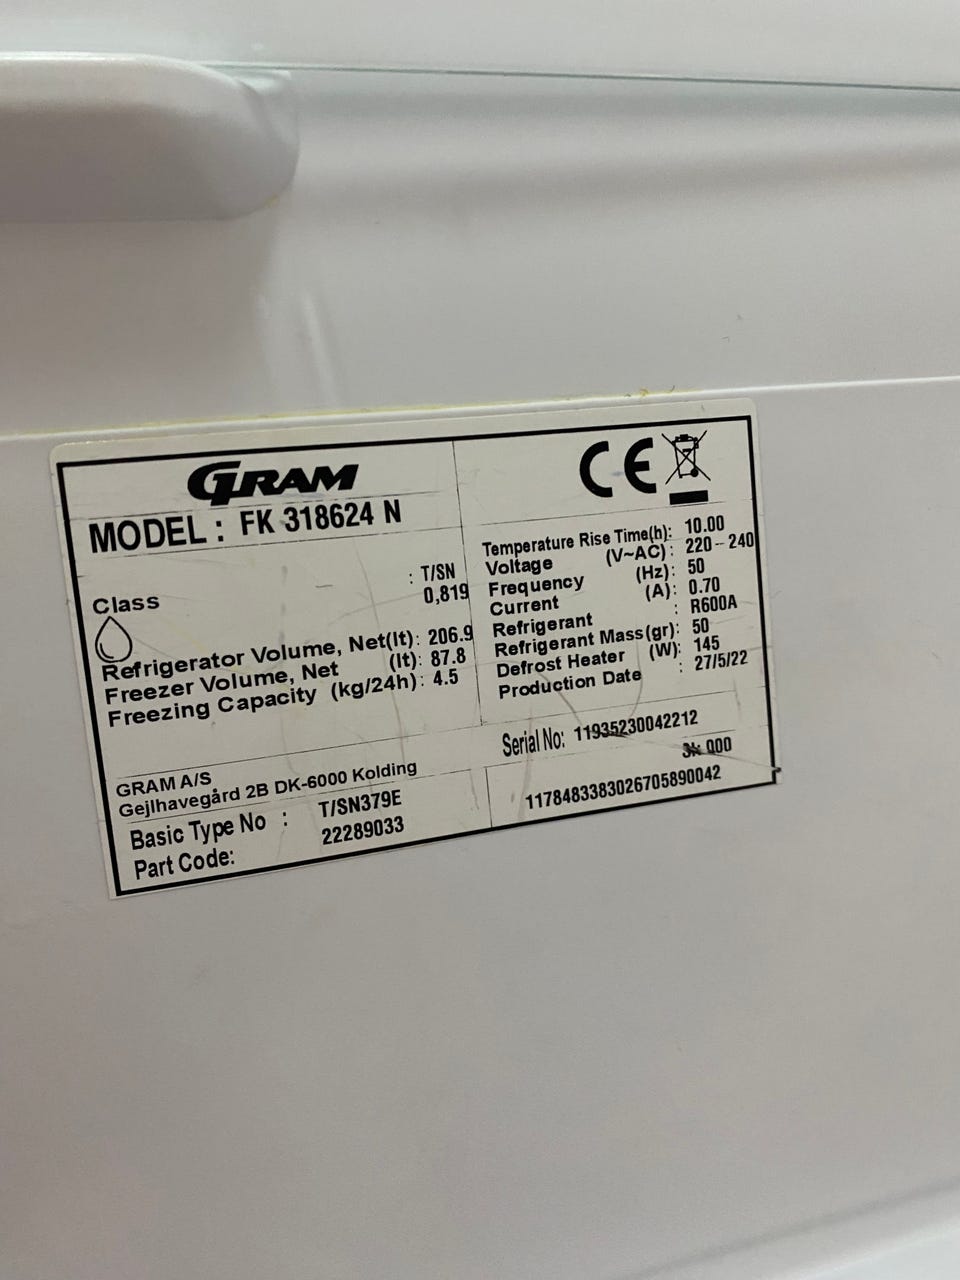 GRAM
MODEL : FK 318624 N
Class : T/SN
0,819
Refrigerator Volume, Net(lt): 206.9
Freezer Volume, Net (lt): 87.8
Freezing Capacity (kg/24h): 4.5
GRAM A/S
Gejlhavegård 2B DK-6000 Kolding
Basic Type No : T/SN379E
Part Code: 22289033
CE
Temperature Rise Time(h): 10.00
Voltage (V~AC): 220-240
Frequency (Hz): 50
Current (A): 0.70
Refrigerant : R600A
Refrigerant Mass(gr): 50
Defrost Heater (W): 145
Production Date : 27/5/22
Serial No: 11935230042212
000
1178483383026705890042